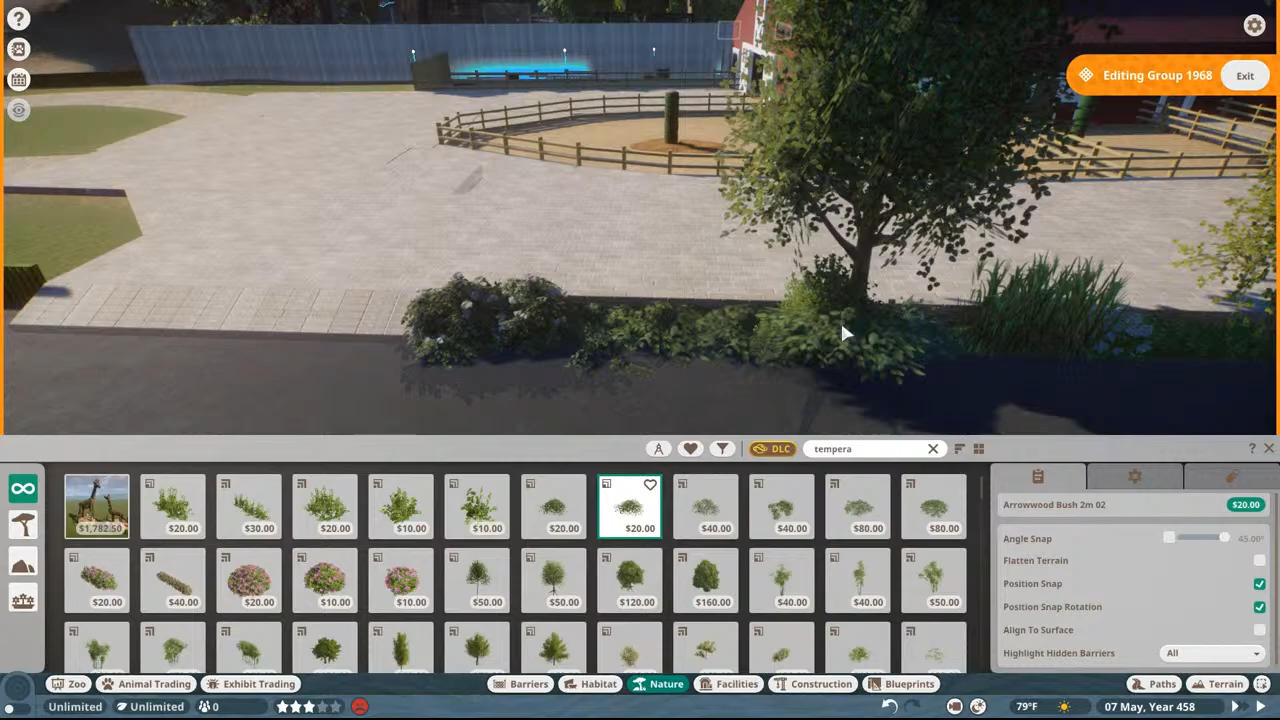 ?
Editing Group 1968
Exit
DLC
tempera
?
$1,782.50
$20.00
$30.00
$20.00
$10.00
$10.00
$20.00
$20.00
$40.00
$40.00
$80.00
$80.00
Arrowwood Bush 2m 02
$20.00
Angle Snap
45.00°
Flatten Terrain
Position Snap
Position Snap Rotation
Align To Surface
Highlight Hidden Barriers
All
$20.00
$40.00
$20.00
$10.00
$10.00
$50.00
$50.00
$120.00
$160.00
$40.00
$40.00
$50.00
Zoo
Animal Trading
Exhibit Trading
Barriers
Habitat
Nature
Facilities
Construction
Blueprints
Paths
Terrain
Unlimited
Unlimited
0
79°F
07 May, Year 458